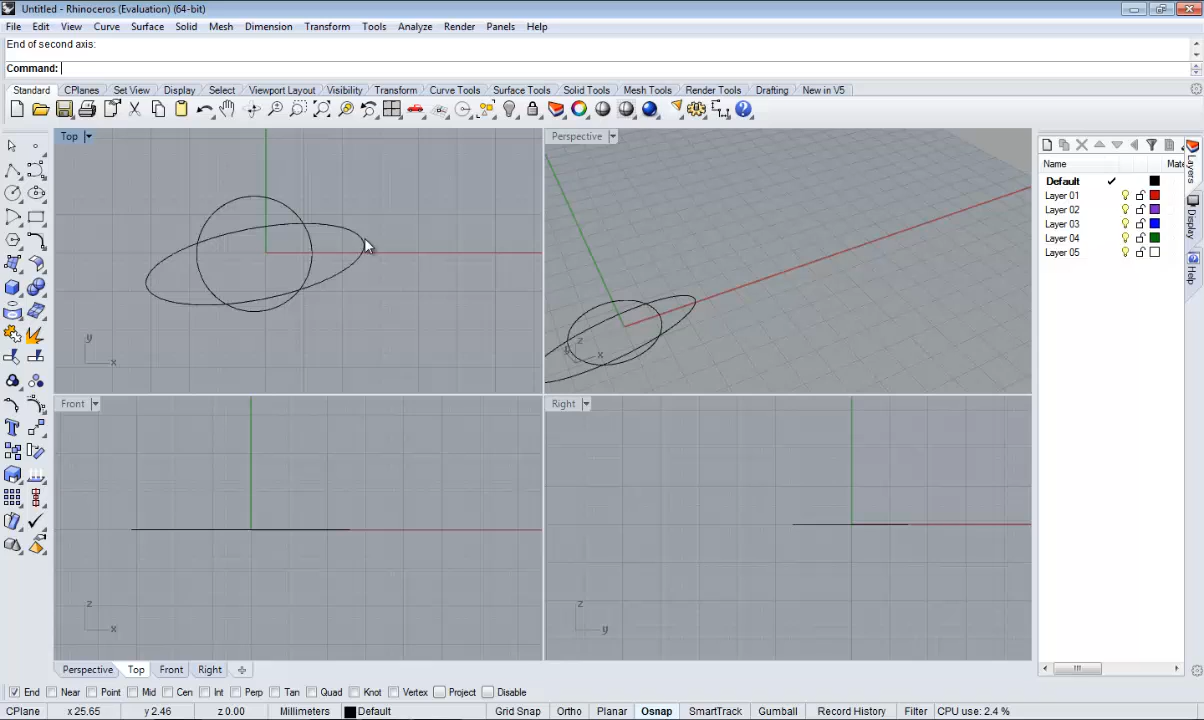 Untitled - Rhinoceros (Evaluation) (64-bit)
File Edit View Curve Surface Solid Mesh Dimension Transform Tools Analyze Render Panels Help
End of second axis:
Command:
Standard CPlanes Set View Display Select Viewport Layout Visibility Transform Curve Tools Surface Tools Solid Tools Mesh Tools Render Tools Drafting New in V5
Top
Perspective
y
x
z
y
x
Front
Right
z
x
z
y
Name Mate
Default
Layer 01
Layer 02
Layer 03
Layer 04
Layer 05
Layers
Display
Help
Perspective Top Front Right
End Near Point Mid Cen Int Perp Tan Quad Knot Vertex Project Disable
CPlane x 25.65 y 2.46 z 0.00 Millimeters Default Grid Snap Ortho Planar Osnap SmartTrack Gumball Record History Filter CPU use: 2.4 %